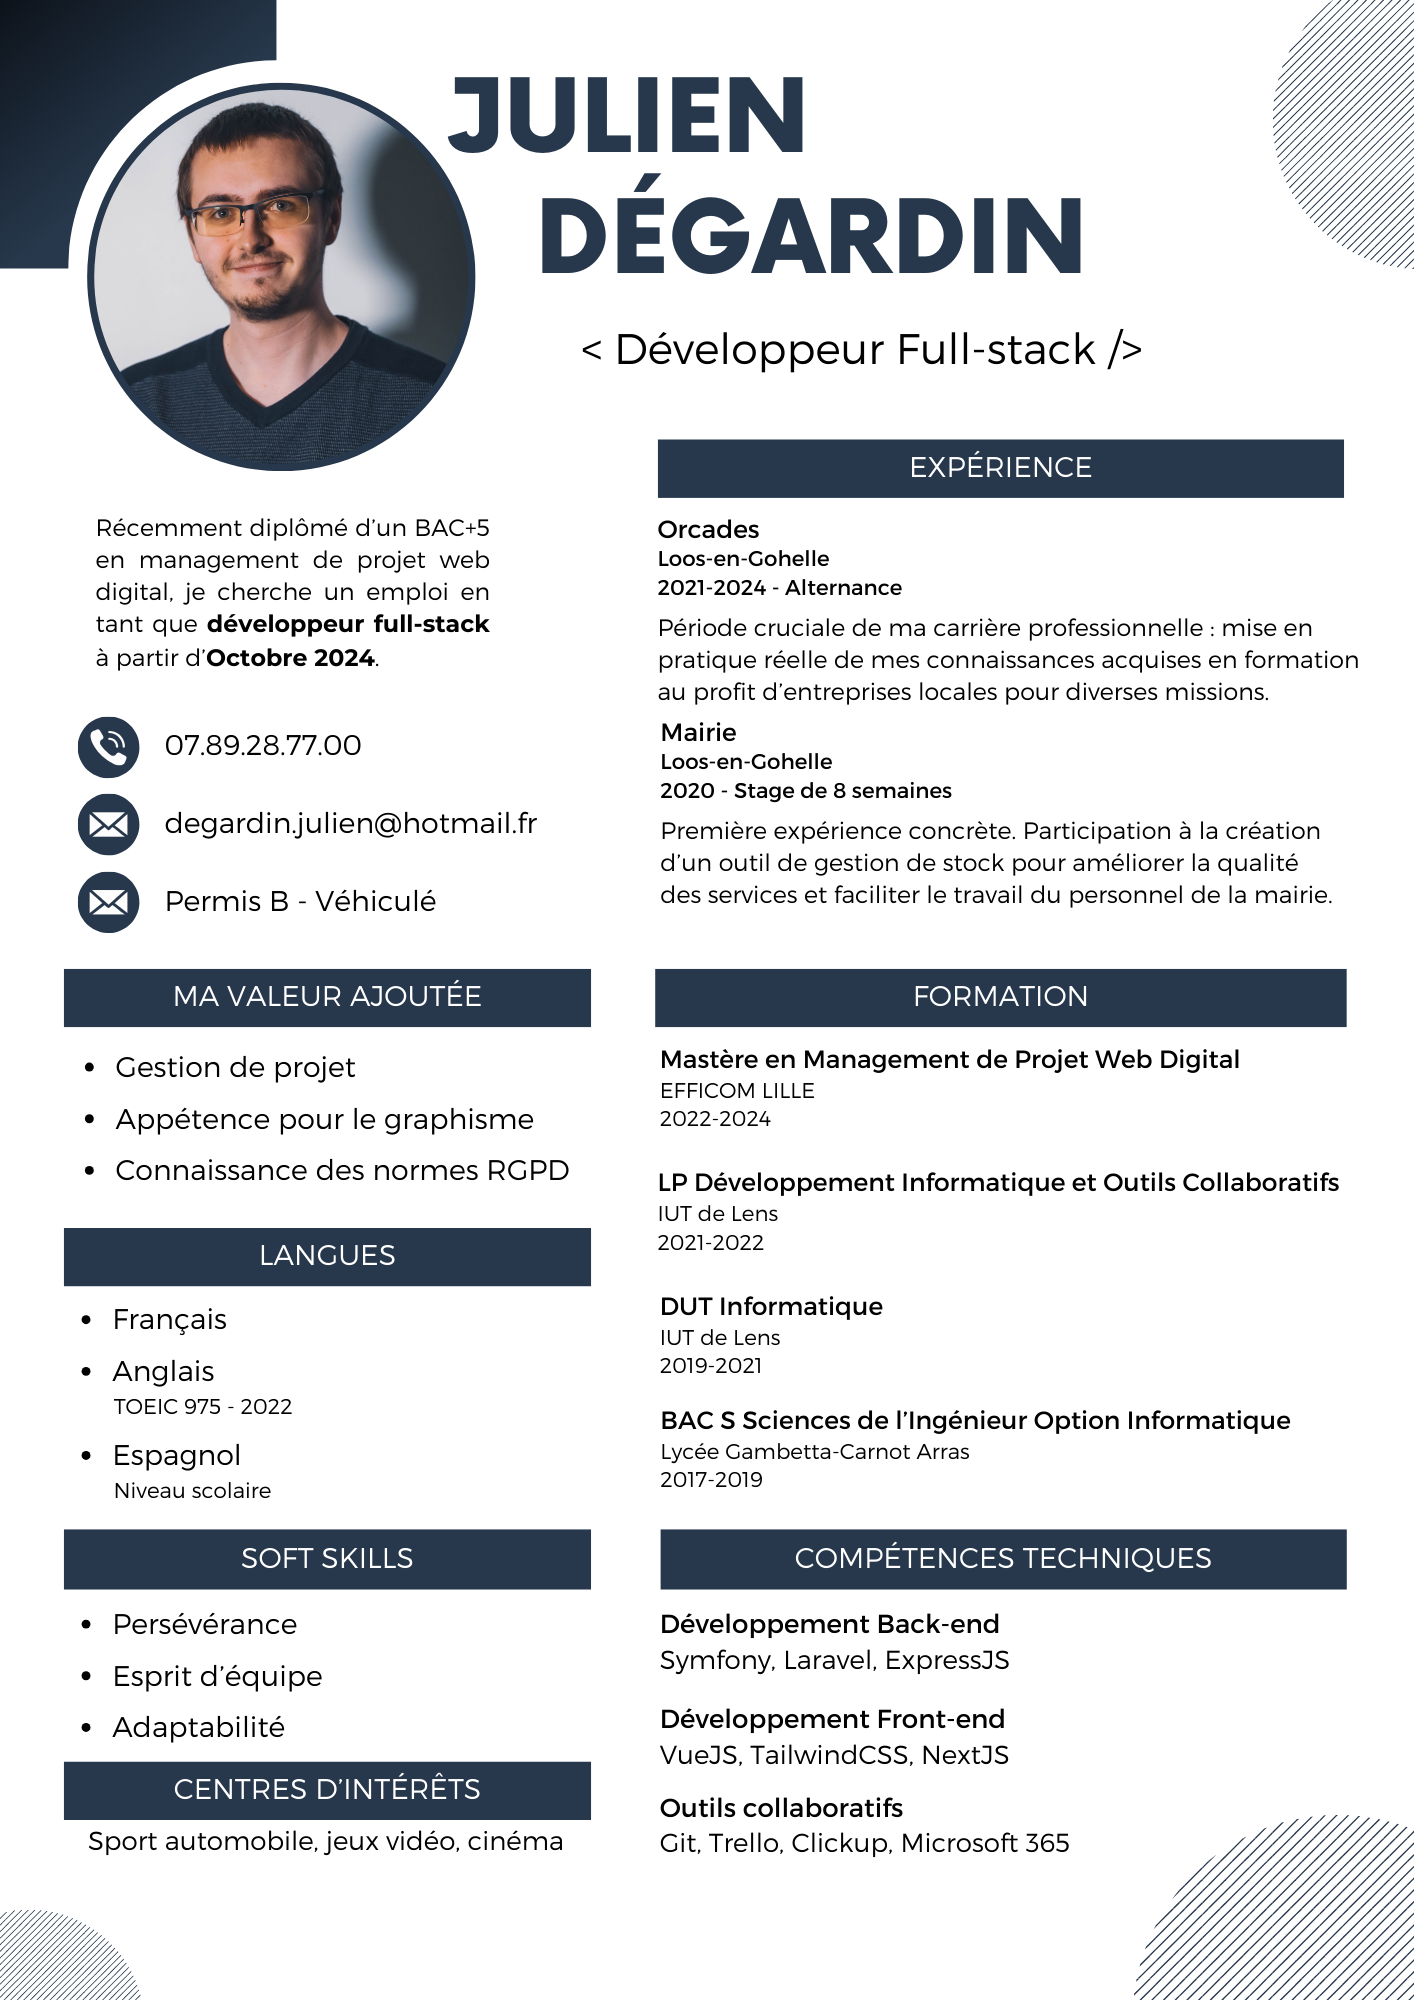 JULIEN
DÉGARDIN
< Développeur Full-stack />
Récemment diplômé d’un BAC+5
en management de projet web
digital, je cherche un emploi en
tant que développeur full-stack
à partir d’Octobre 2024.
07.89.28.77.00
degardin.julien@hotmail.fr
Permis B - Véhiculé
MA VALEUR AJOUTÉE
• Gestion de projet
• Appétence pour le graphisme
• Connaissance des normes RGPD
LANGUES
• Français
• Anglais
TOEIC 975 - 2022
• Espagnol
Niveau scolaire
SOFT SKILLS
• Persévérance
• Esprit d’équipe
• Adaptabilité
CENTRES D’INTÉRÊTS
Sport automobile, jeux vidéo, cinéma
EXPÉRIENCE
Orcades
Loos-en-Gohelle
2021-2024 - Alternance
Période cruciale de ma carrière professionnelle : mise en
pratique réelle de mes connaissances acquises en formation
au profit d’entreprises locales pour diverses missions.
Mairie
Loos-en-Gohelle
2020 - Stage de 8 semaines
Première expérience concrète. Participation à la création
d’un outil de gestion de stock pour améliorer la qualité
des services et faciliter le travail du personnel de la mairie.
FORMATION
Mastère en Management de Projet Web Digital
EFFICOM LILLE
2022-2024
LP Développement Informatique et Outils Collaboratifs
IUT de Lens
2021-2022
DUT Informatique
IUT de Lens
2019-2021
BAC S Sciences de l’Ingénieur Option Informatique
Lycée Gambetta-Carnot Arras
2017-2019
COMPÉTENCES TECHNIQUES
Développement Back-end
Symfony, Laravel, ExpressJS
Développement Front-end
VueJS, TailwindCSS, NextJS
Outils collaboratifs
Git, Trello, Clickup, Microsoft 365